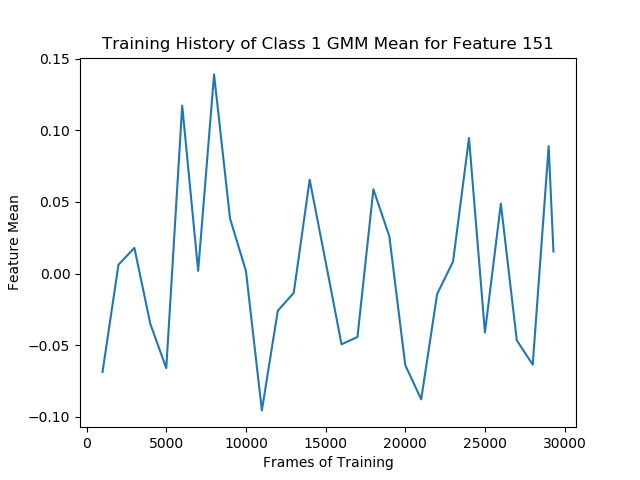 Training History of Class 1 GMM Mean for Feature 151
0.15
0.10
0.05
0.00
−0.05
−0.10
Feature Mean
0 5000 10000 15000 20000 25000 30000
Frames of Training